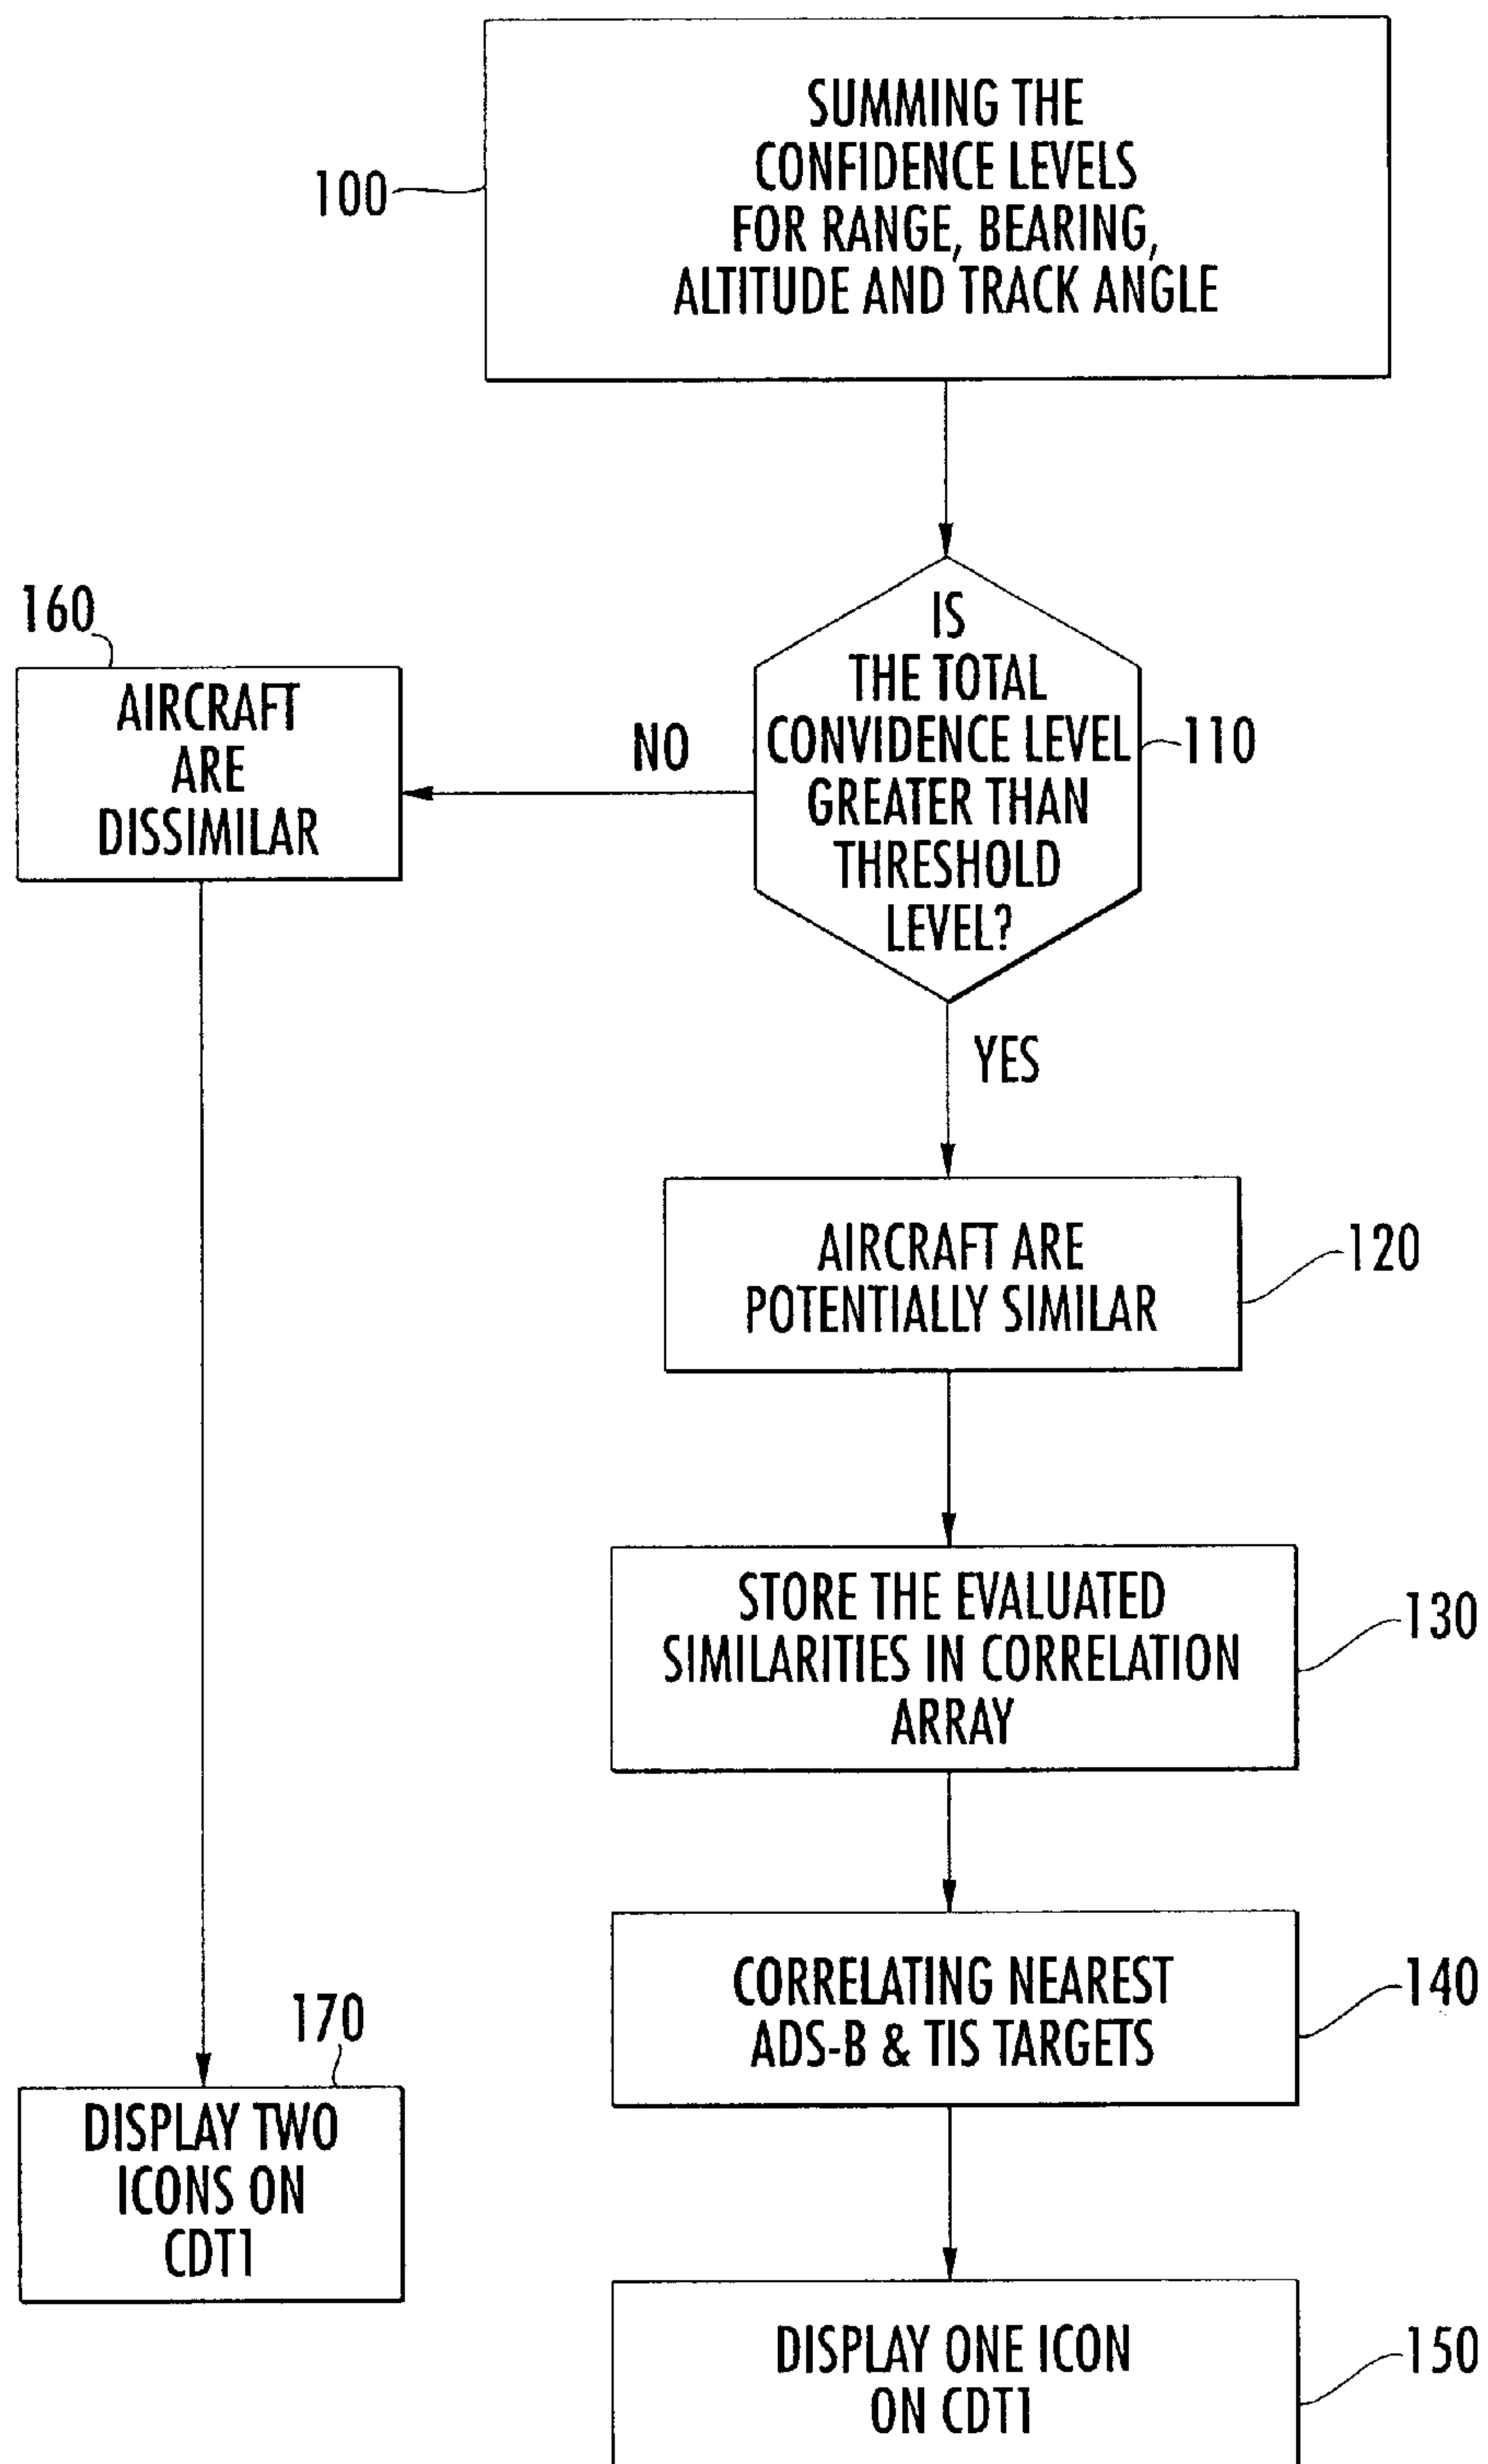 SUMMING THE
CONFIDENCE LEVELS
FOR RANGE, BEARING,
ALTITUDE AND TRACK ANGLE
100
IS
THE TOTAL
CONVIDENCE LEVEL
GREATER THAN
THRESHOLD
LEVEL?
110
NO
160
AIRCRAFT
ARE
DISSIMILAR
YES
AIRCRAFT ARE
POTENTIALLY SIMILAR
120
STORE THE EVALUATED
SIMILARITIES IN CORRELATION
ARRAY
130
CORRELATING NEAREST
ADS-B & TIS TARGETS
140
170
DISPLAY TWO
ICONS ON
CDT1
DISPLAY ONE ICON
ON CDT1
150